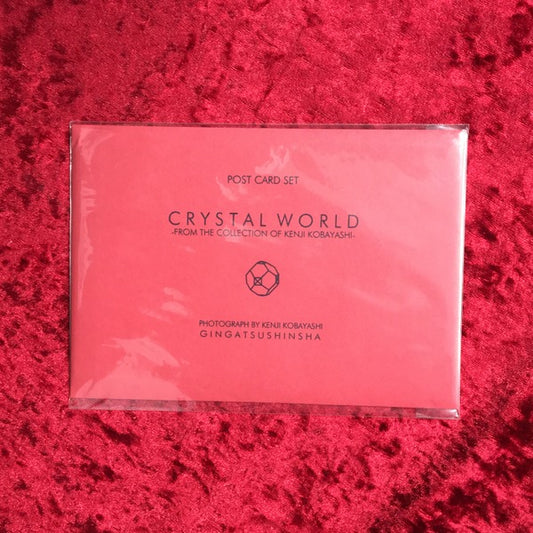 POST CARD SET
CRYSTAL WORLD
-FROM THE COLLECTION OF KENJI KOBAYASHI-
PHOTOGRAPH BY KENJI KOBAYASHI
GINGATSUSHINSHA